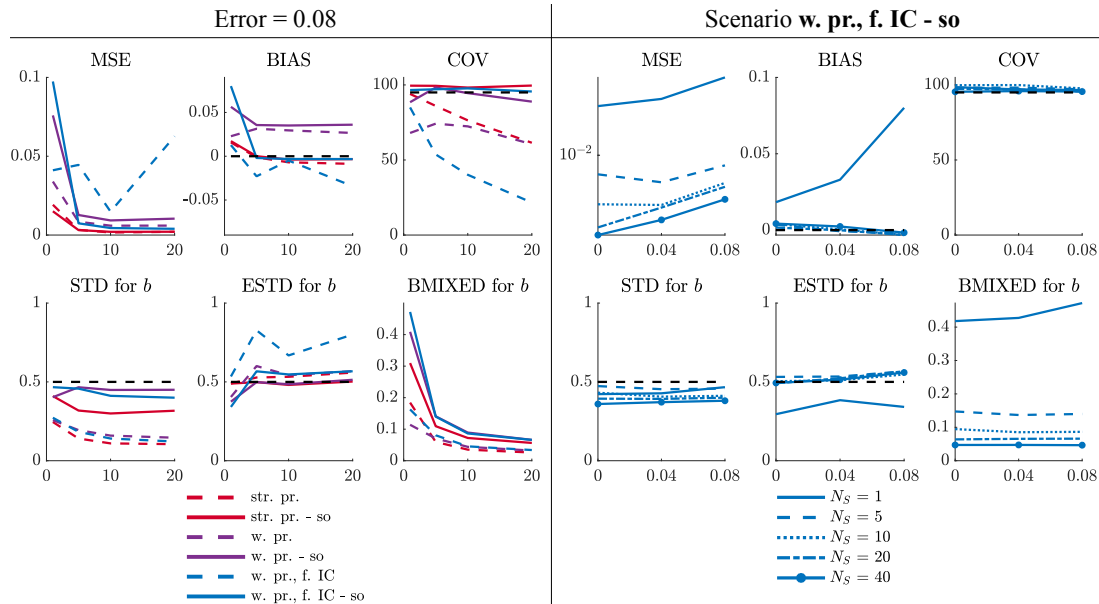 Error = 0.08
Scenario w. pr., f. IC - so
MSE
BIAS
COV
MSE
BIAS
COV
0.1
0.05
0
0.05
0
-0.05
100
50
0
10⁻²
0.1
0.05
0
100
50
0
0 10 20
0 10 20
0 10 20
0 0.04 0.08
0 0.04 0.08
0 0.04 0.08
STD for b
ESTD for b
BMIXED for b
STD for b
ESTD for b
BMIXED for b
1
0.5
0
1
0.5
0
0.4
0.3
0.2
0.1
0
1
0.5
0
1
0.5
0
0.4
0.3
0.2
0.1
0
0 10 20
0 10 20
0 10 20
0 0.04 0.08
0 0.04 0.08
0 0.04 0.08
str. pr.
str. pr. - so
w. pr.
w. pr. - so
w. pr., f. IC
w. pr., f. IC - so
N_S = 1
N_S = 5
N_S = 10
N_S = 20
N_S = 40